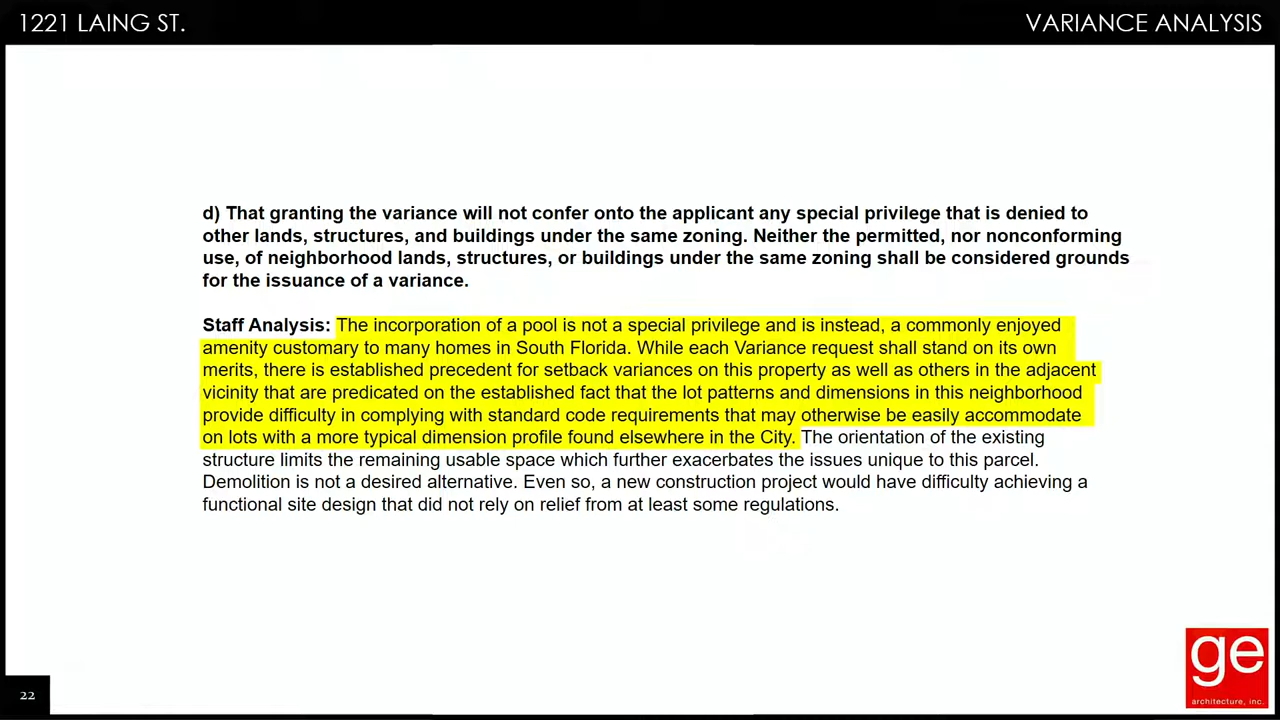 1221 LAING ST.
VARIANCE ANALYSIS
d) That granting the variance will not confer onto the applicant any special privilege that is denied to
other lands, structures, and buildings under the same zoning. Neither the permitted, nor nonconforming
use, of neighborhood lands, structures, or buildings under the same zoning shall be considered grounds
for the issuance of a variance.
Staff Analysis: The incorporation of a pool is not a special privilege and is instead, a commonly enjoyed
amenity customary to many homes in South Florida. While each Variance request shall stand on its own
merits, there is established precedent for setback variances on this property as well as others in the adjacent
vicinity that are predicated on the established fact that the lot patterns and dimensions in this neighborhood
provide difficulty in complying with standard code requirements that may otherwise be easily accommodate
on lots with a more typical dimension profile found elsewhere in the City. The orientation of the existing
structure limits the remaining usable space which further exacerbates the issues unique to this parcel.
Demolition is not a desired alternative. Even so, a new construction project would have difficulty achieving a
functional site design that did not rely on relief from at least some regulations.
22
ge
architecture, inc.